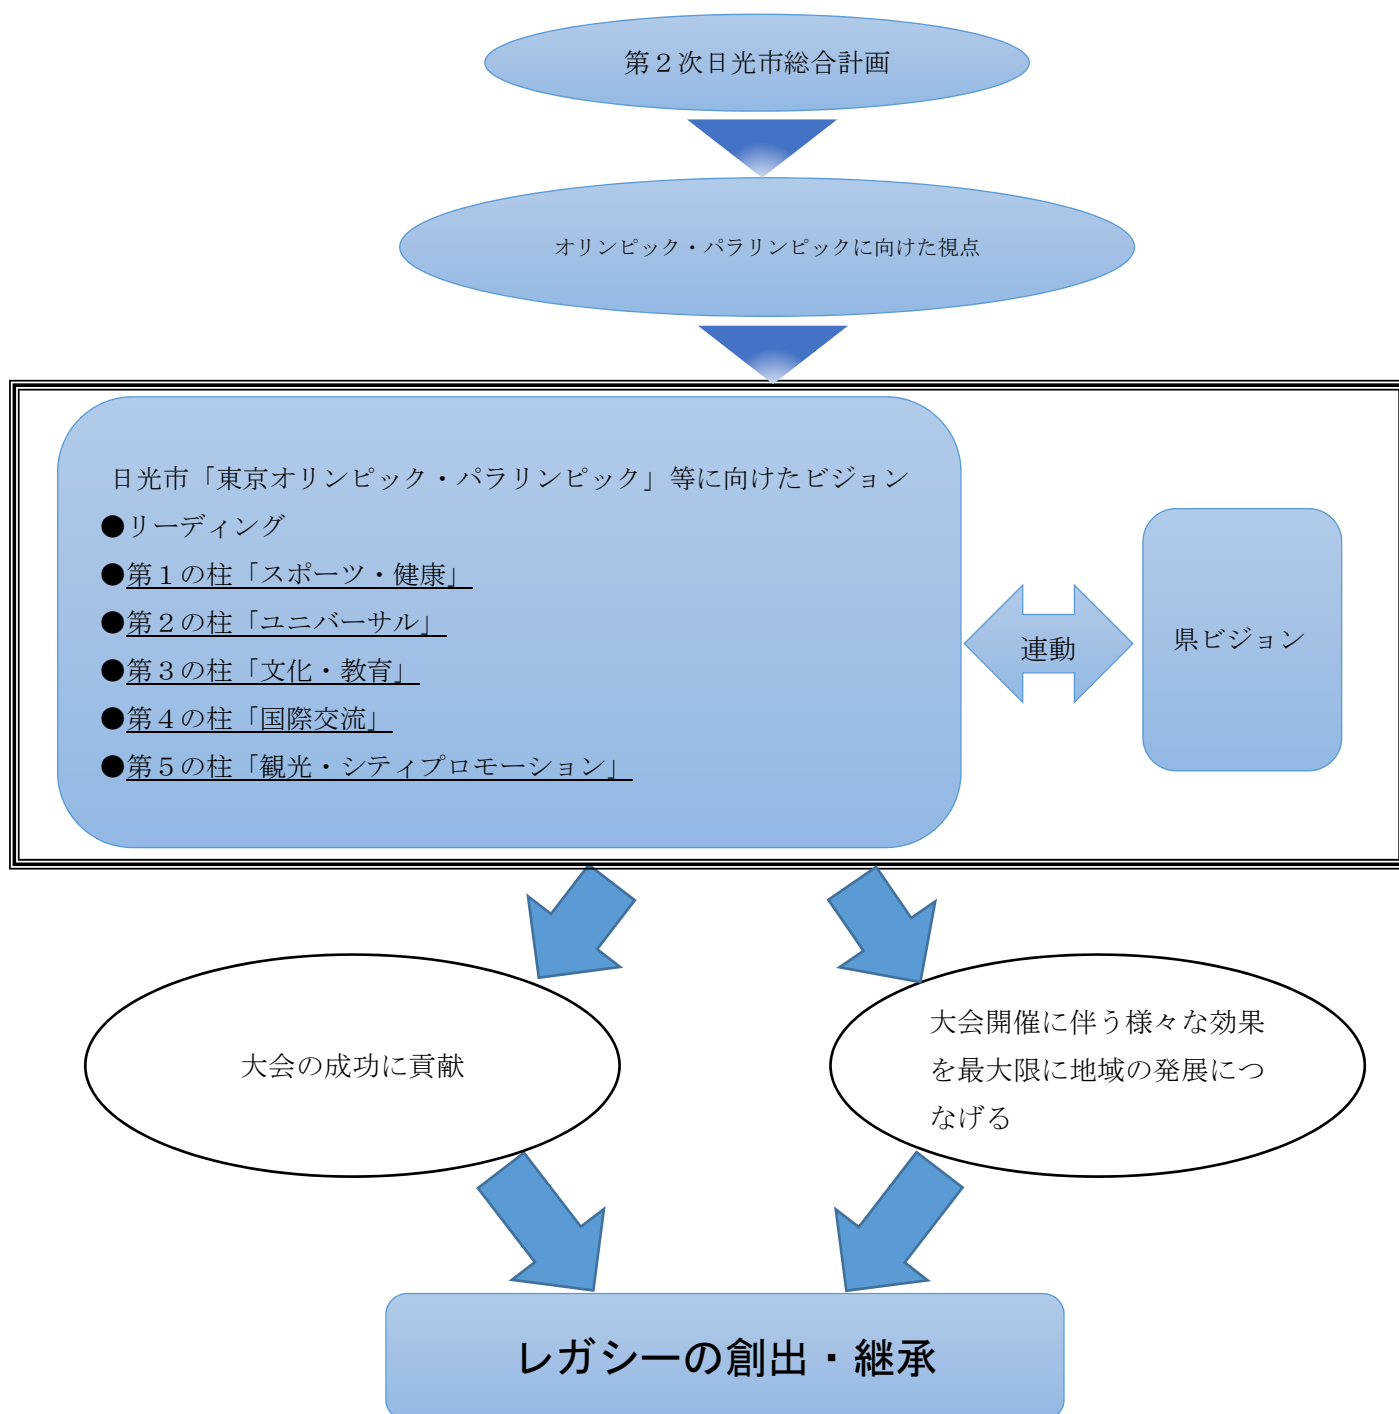 第２次日光市総合計画
オリンピック・パラリンピックに向けた視点
日光市「東京オリンピック・パラリンピック」等に向けたビジョン
●リーディング
●第１の柱「スポーツ・健康」
●第２の柱「ユニバーサル」
●第３の柱「文化・教育」
●第４の柱「国際交流」
●第５の柱「観光・シティプロモーション」
連動
県ビジョン
大会の成功に貢献
大会開催に伴う様々な効果
を最大限に地域の発展につ
なげる
レガシーの創出・継承